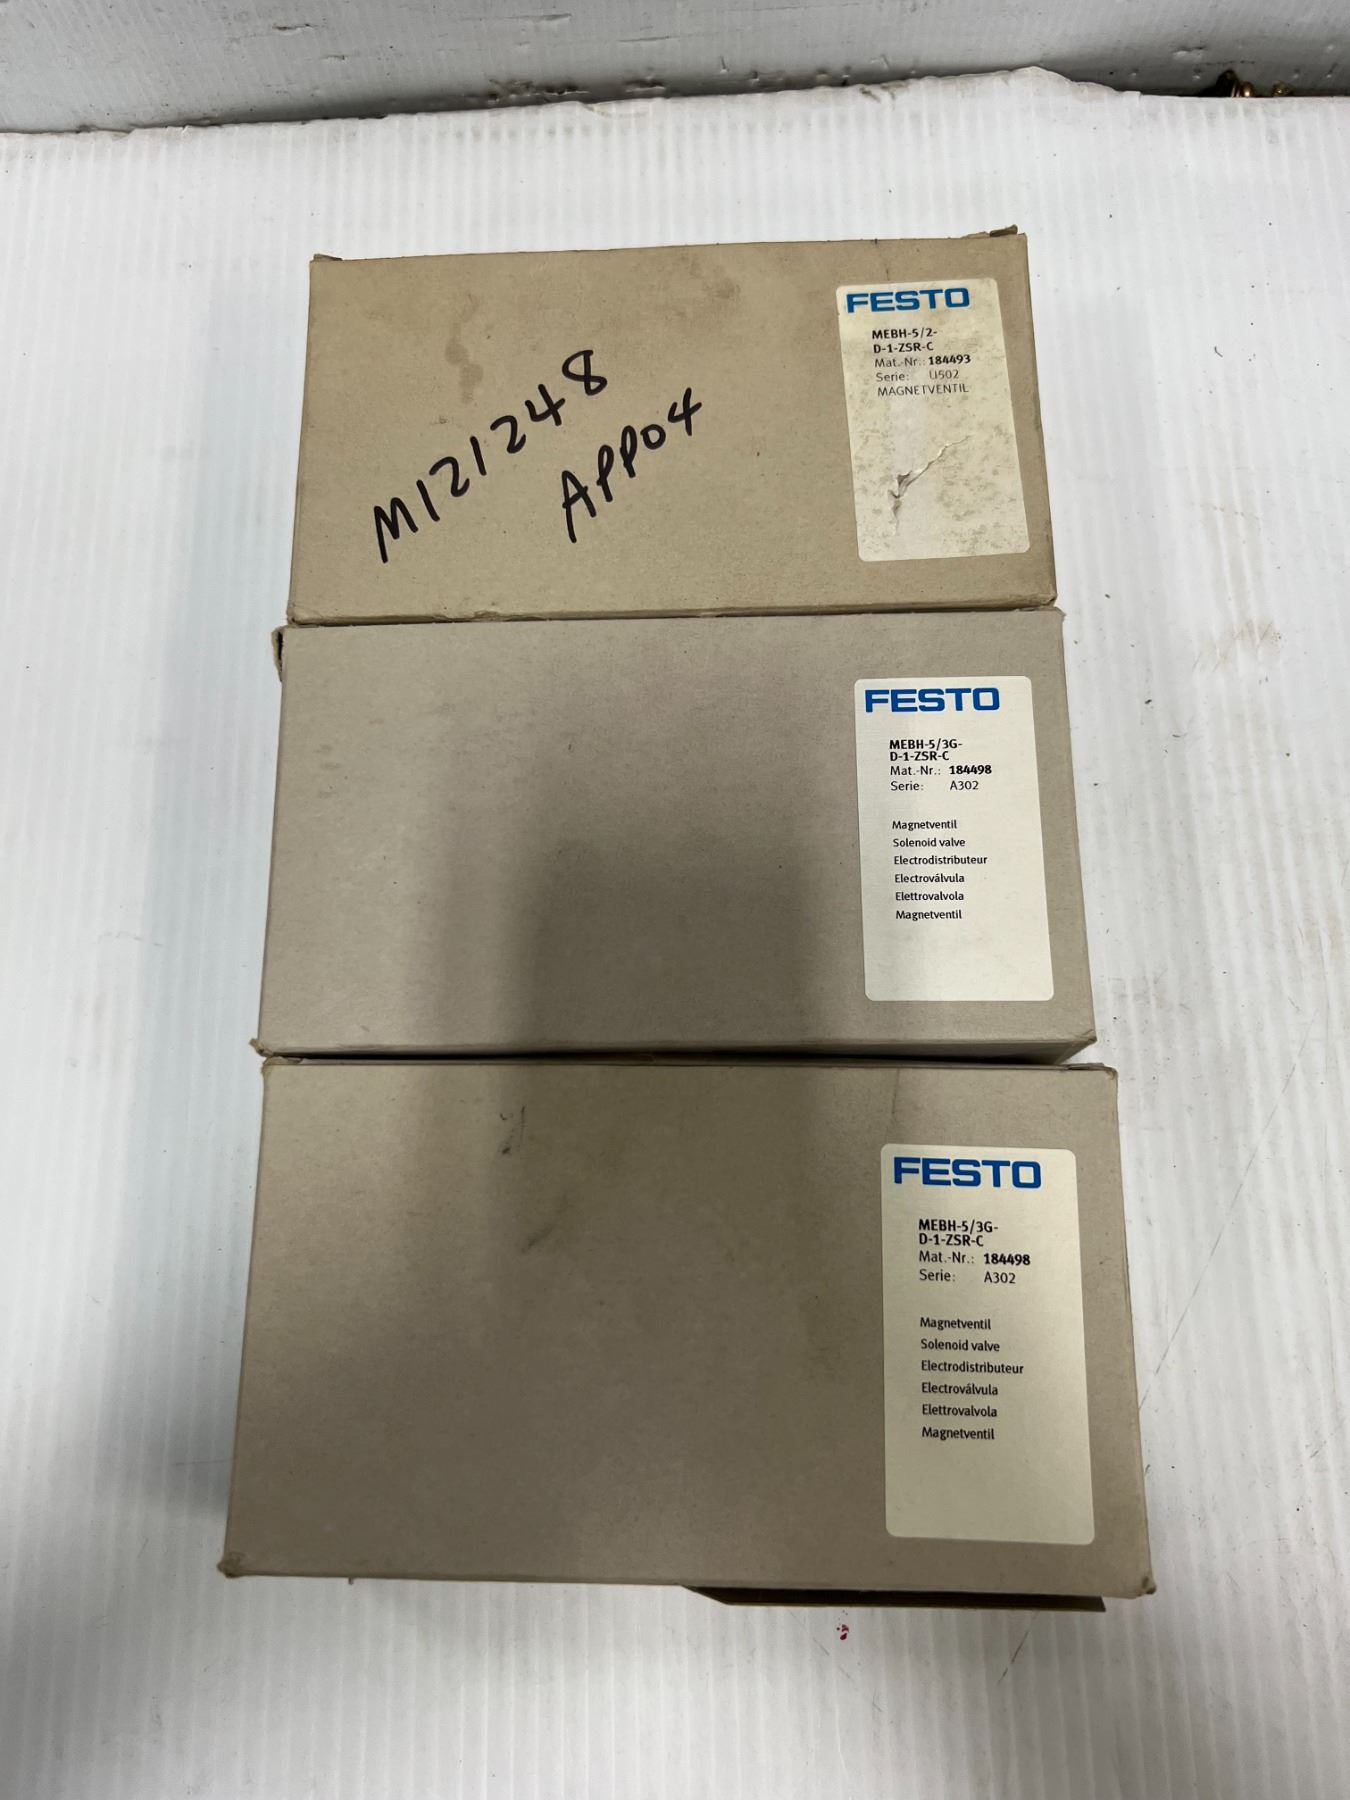 M121248
APP04
FESTO
MEBH-5/2-
D-1-ZSR-C
Mat.-Nr.: 184493
Serie: U502
MAGNETVENTIL
FESTO
MEBH-5/3G-
D-1-ZSR-C
Mat.-Nr.: 184498
Serie: A302
Magnetventil
Solenoid valve
Electrodistributeur
Electroválvula
Elettrovalvola
Magnetventil
FESTO
MEBH-5/3G-
D-1-ZSR-C
Mat.-Nr.: 184498
Serie: A302
Magnetventil
Solenoid valve
Electrodistributeur
Electroválvula
Elettrovalvola
Magnetventil